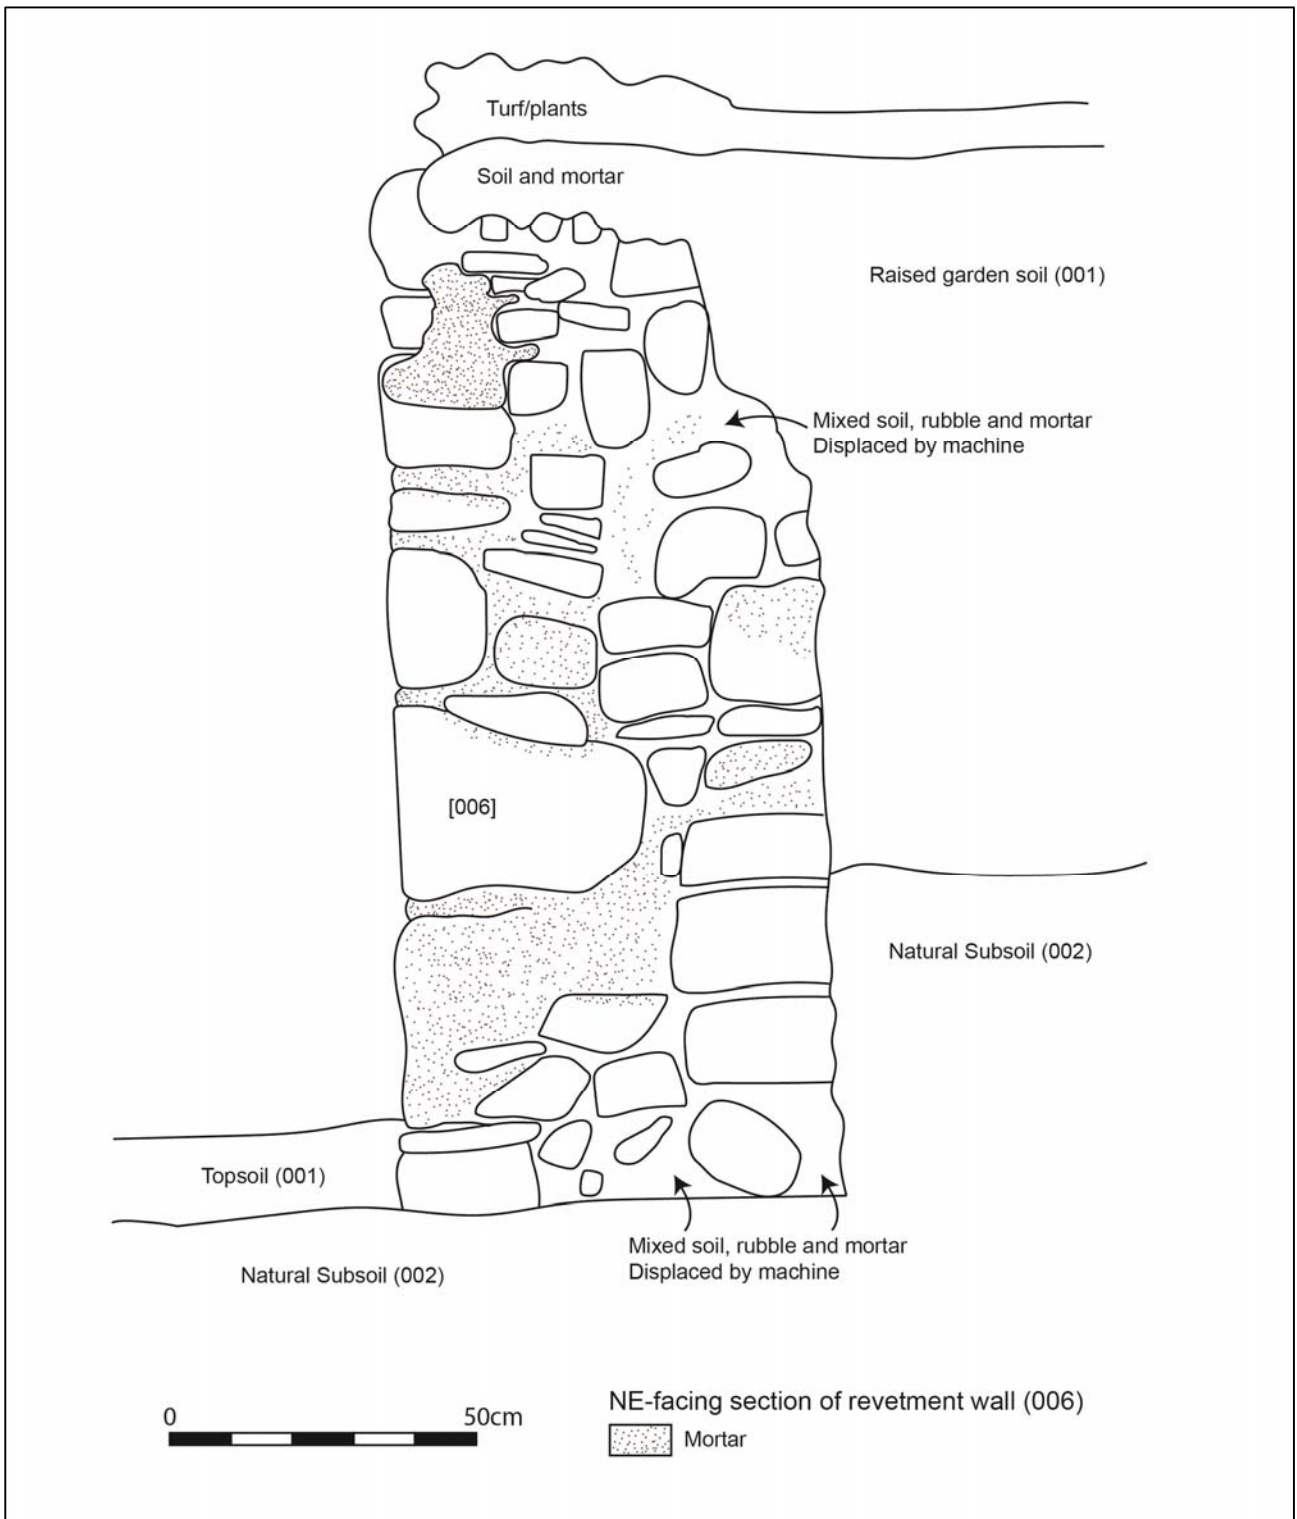 Turf/plants
Soil and mortar
Raised garden soil (001)
Mixed soil, rubble and mortar
Displaced by machine
[006]
Natural Subsoil (002)
Topsoil (001)
Mixed soil, rubble and mortar
Displaced by machine
Natural Subsoil (002)
NE-facing section of revetment wall (006)
0 50cm
Mortar